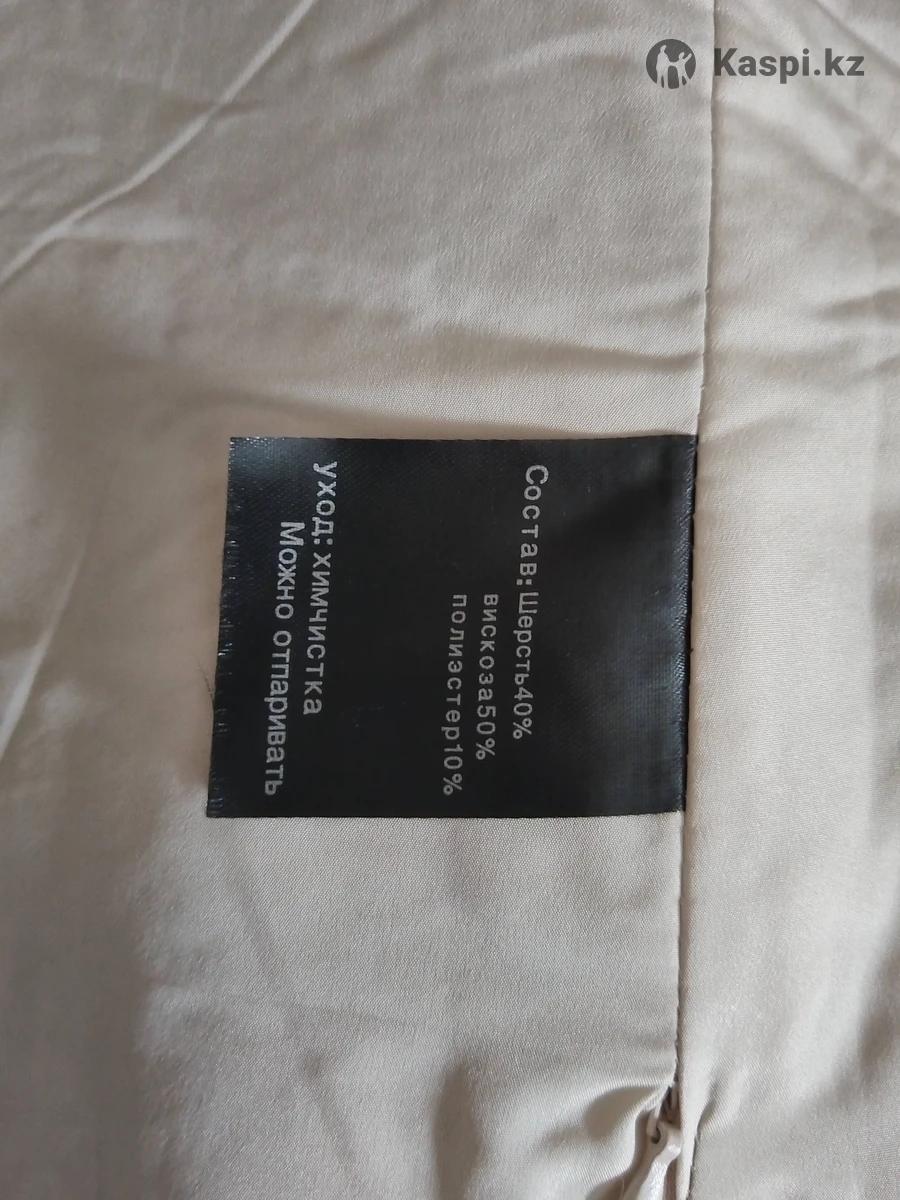 Kaspi.kz
Состав: Шерсть40%
вискоза50%
полиэстер10%
уход: химчистка
Можно отпаривать